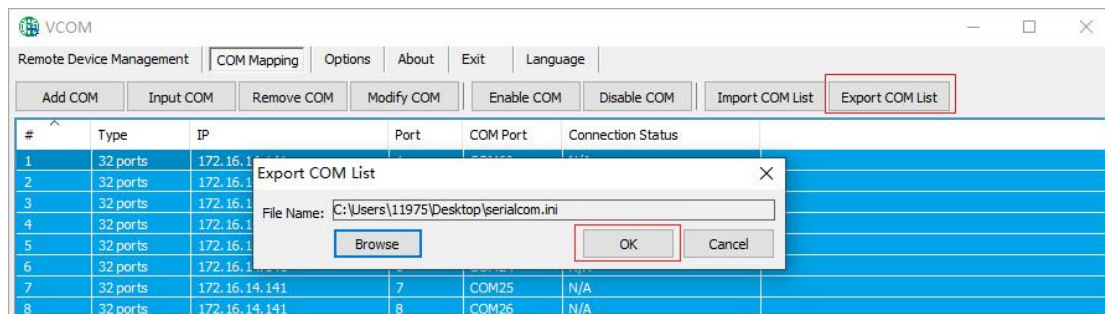 VCOM
Remote Device Management COM Mapping Options About Exit Language
Add COM Input COM Remove COM Modify COM Enable COM Disable COM Import COM List Export COM List
# Type IP Port COM Port Connection Status
1 32 ports
2 32 ports
3 32 ports
4 32 ports
5 32 ports
6 32 ports
7 32 ports 172.16.14.141 7 COM25 N/A
8 32 ports 172.16.14.141 8 COM26 N/A
Export COM List
File Name: C:\Users\11975\Desktop\serialcom.ini
Browse OK Cancel